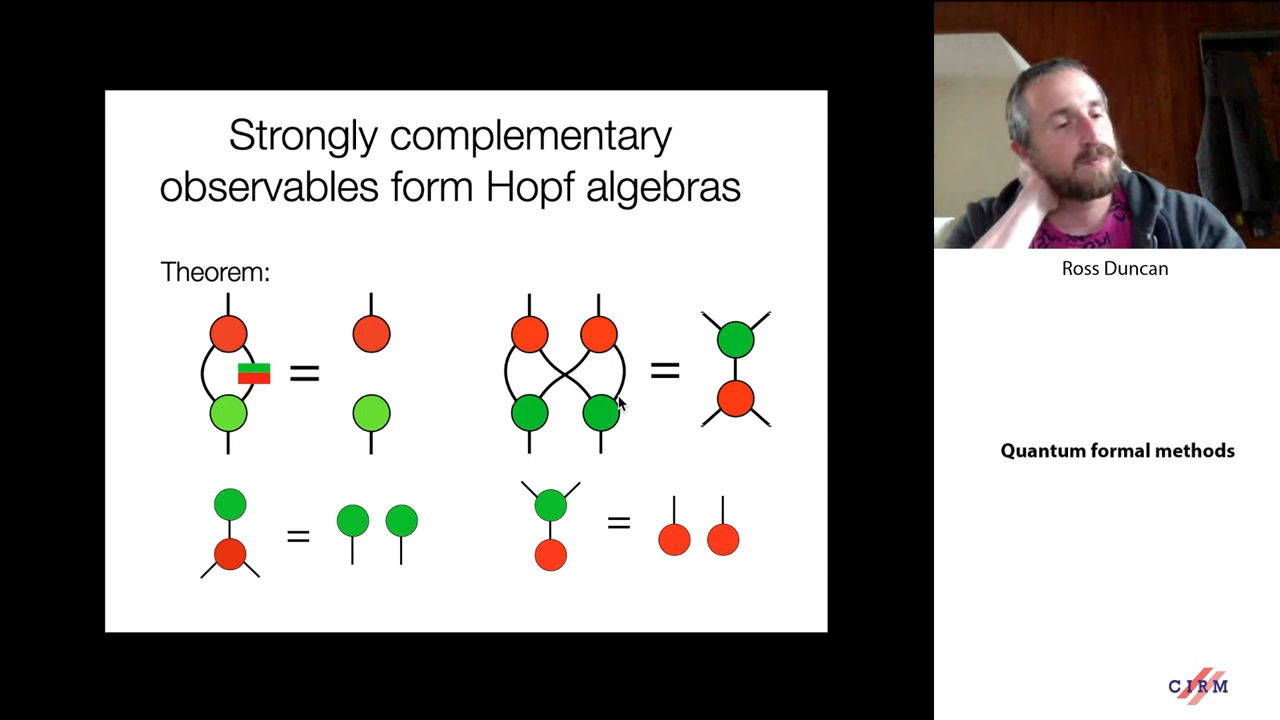 Strongly complementary
observables form Hopf algebras
Theorem:
=
=
=
=
Ross Duncan
Quantum formal methods
CIRM